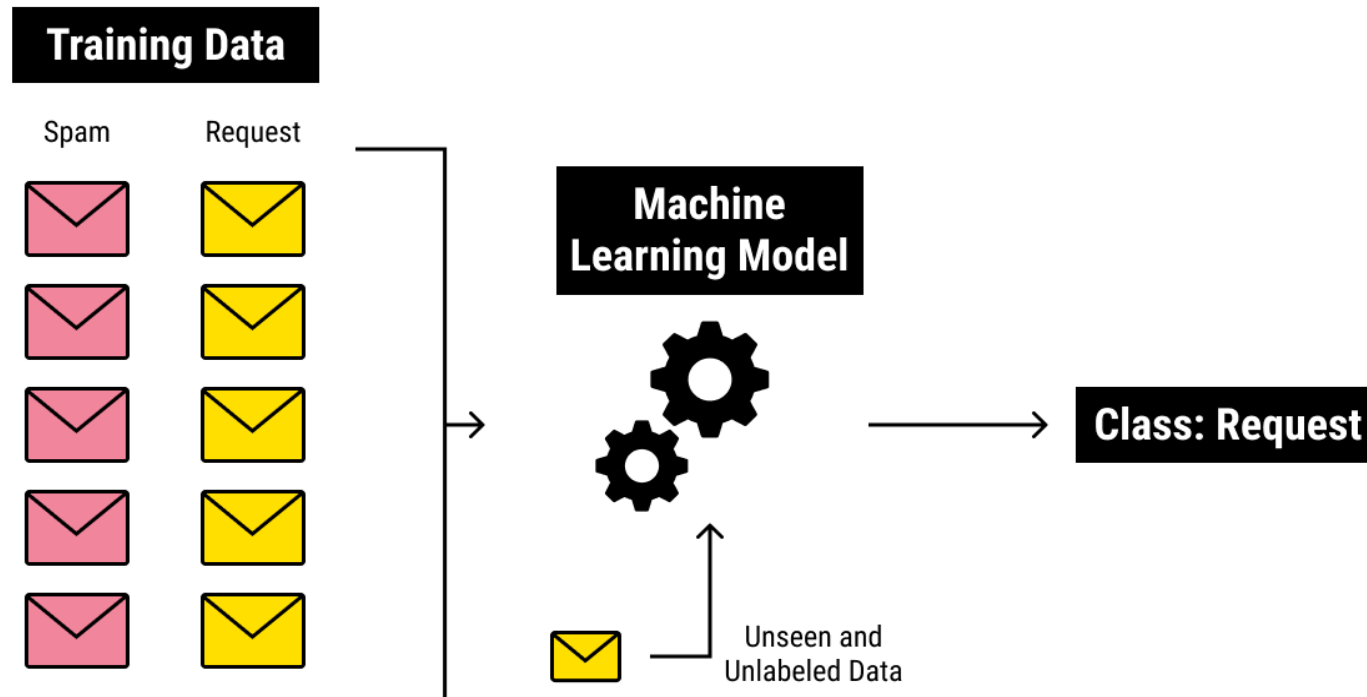 Training Data
Spam
Request
Machine
Learning Model
Class: Request
Unseen and
Unlabeled Data